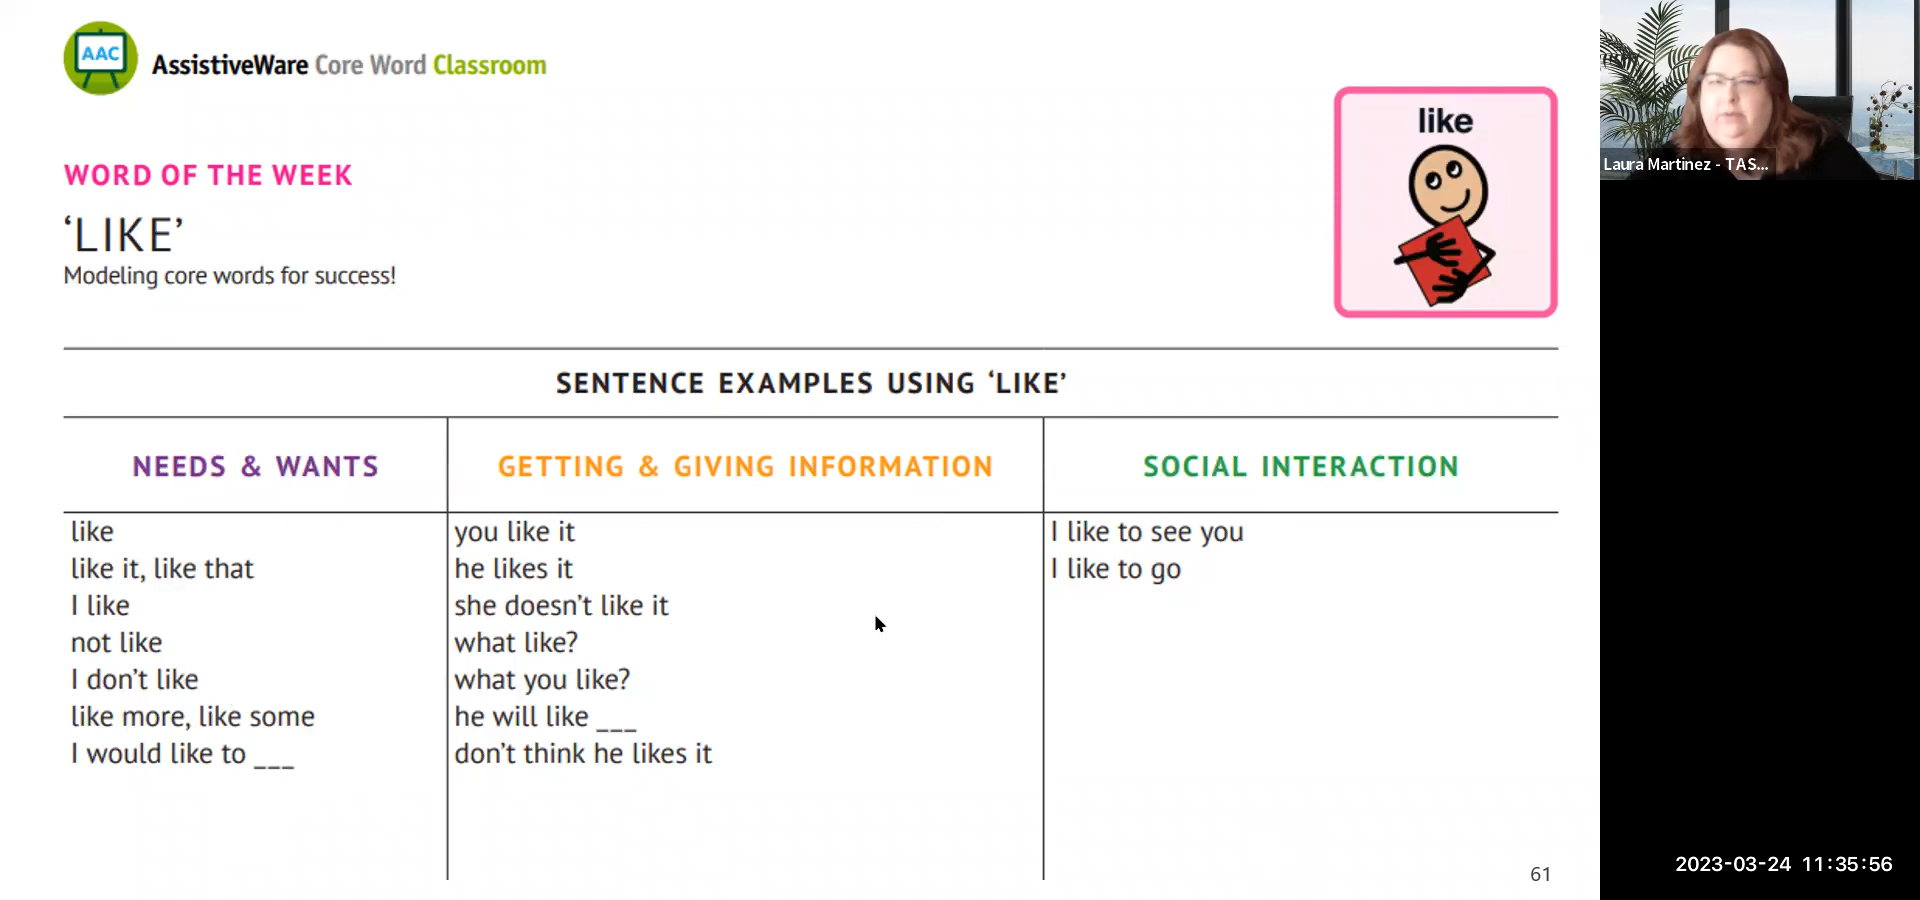 AAC
AssistiveWare Core Word Classroom
like
WORD OF THE WEEK
‘LIKE’
Modeling core words for success!
SENTENCE EXAMPLES USING ‘LIKE’
NEEDS & WANTS
like
like it, like that
I like
not like
I don’t like
like more, like some
I would like to ___
GETTING & GIVING INFORMATION
you like it
he likes it
she doesn’t like it
what like?
what you like?
he will like ___
don’t think he likes it
SOCIAL INTERACTION
I like to see you
I like to go
61
Laura Martinez - TAS...
2023-03-24 11:35:56